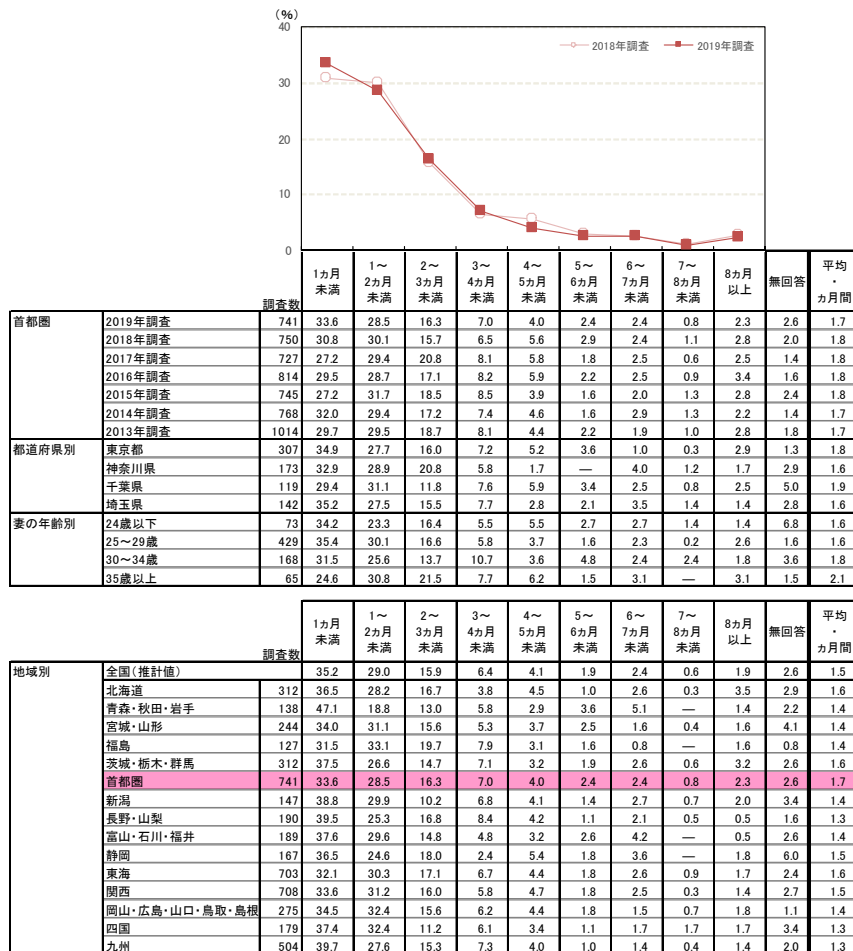 (%)
40
30
20
10
0
2018年調査 2019年調査
調査数 1ヵ月未満 1～2ヵ月未満 2～3ヵ月未満 3～4ヵ月未満 4～5ヵ月未満 5～6ヵ月未満 6～7ヵ月未満 7～8ヵ月未満 8ヵ月以上 無回答 平均・ヵ月間
首都圏 2019年調査 741 33.6 28.5 16.3 7.0 4.0 2.4 2.4 0.8 2.3 2.6 1.7
2018年調査 750 30.8 30.1 15.7 6.5 5.6 2.9 2.4 1.1 2.8 2.0 1.8
2017年調査 727 27.2 29.4 20.8 8.1 5.8 1.8 2.5 0.6 2.5 1.4 1.8
2016年調査 814 29.5 28.7 17.1 8.2 5.9 2.2 2.5 0.9 3.4 1.6 1.8
2015年調査 745 27.2 31.7 18.5 8.5 3.9 1.6 2.0 1.3 2.8 2.4 1.8
2014年調査 768 32.0 29.4 17.2 7.4 4.6 1.6 2.9 1.3 2.2 1.4 1.7
2013年調査 1014 29.7 29.5 18.7 8.1 4.4 2.2 1.9 1.0 2.8 1.8 1.7
都道府県別 東京都 307 34.9 27.7 16.0 7.2 5.2 3.6 1.0 0.3 2.9 1.3 1.8
神奈川県 173 32.9 28.9 20.8 5.8 1.7 — 4.0 1.2 1.7 2.9 1.6
千葉県 119 29.4 31.1 11.8 7.6 5.9 3.4 2.5 0.8 2.5 5.0 1.9
埼玉県 142 35.2 27.5 15.5 7.7 2.8 2.1 3.5 1.4 1.4 2.8 1.6
妻の年齢別 24歳以下 73 34.2 23.3 16.4 5.5 5.5 2.7 2.7 1.4 1.4 6.8 1.6
25～29歳 429 35.4 30.1 16.6 5.8 3.7 1.6 2.3 0.2 2.6 1.6 1.6
30～34歳 168 31.5 25.6 13.7 10.7 3.6 4.8 2.4 2.4 1.8 3.6 1.8
35歳以上 65 24.6 30.8 21.5 7.7 6.2 1.5 3.1 — 3.1 1.5 2.1
調査数 1ヵ月未満 1～2ヵ月未満 2～3ヵ月未満 3～4ヵ月未満 4～5ヵ月未満 5～6ヵ月未満 6～7ヵ月未満 7～8ヵ月未満 8ヵ月以上 無回答 平均・ヵ月間
地域別 全国(推計値) 35.2 29.0 15.9 6.4 4.1 1.9 2.4 0.6 1.9 2.6 1.5
北海道 312 36.5 28.2 16.7 3.8 4.5 1.0 2.6 0.3 3.5 2.9 1.6
青森・秋田・岩手 138 47.1 18.8 13.0 5.8 2.9 3.6 5.1 — 1.4 2.2 1.4
宮城・山形 244 34.0 31.1 15.6 5.3 3.7 2.5 1.6 0.4 1.6 4.1 1.4
福島 127 31.5 33.1 19.7 7.9 3.1 1.6 0.8 — 1.6 0.8 1.4
茨城・栃木・群馬 312 37.5 26.6 14.7 7.1 3.2 1.9 2.6 0.6 3.2 2.6 1.6
首都圏 741 33.6 28.5 16.3 7.0 4.0 2.4 2.4 0.8 2.3 2.6 1.7
新潟 147 38.8 29.9 10.2 6.8 4.1 1.4 2.7 0.7 2.0 3.4 1.4
長野・山梨 190 39.5 25.3 16.8 8.4 4.2 1.1 2.1 0.5 0.5 1.6 1.3
富山・石川・福井 189 37.6 29.6 14.8 4.8 3.2 2.6 4.2 — 0.5 2.6 1.4
静岡 167 36.5 24.6 18.0 2.4 5.4 1.8 3.6 — 1.8 6.0 1.5
東海 703 32.1 30.3 17.1 6.7 4.4 1.8 2.6 0.9 1.7 2.4 1.6
関西 708 33.6 31.2 16.0 5.8 4.7 1.8 2.5 0.3 1.4 2.7 1.5
岡山・広島・山口・鳥取・島根 275 34.5 32.4 15.6 6.2 4.4 1.8 1.5 0.7 1.8 1.1 1.4
四国 179 37.4 32.4 11.2 6.1 3.4 1.1 1.7 1.7 1.7 3.4 1.3
九州 504 39.7 27.6 15.3 7.3 4.0 1.0 1.4 0.4 1.4 2.0 1.3